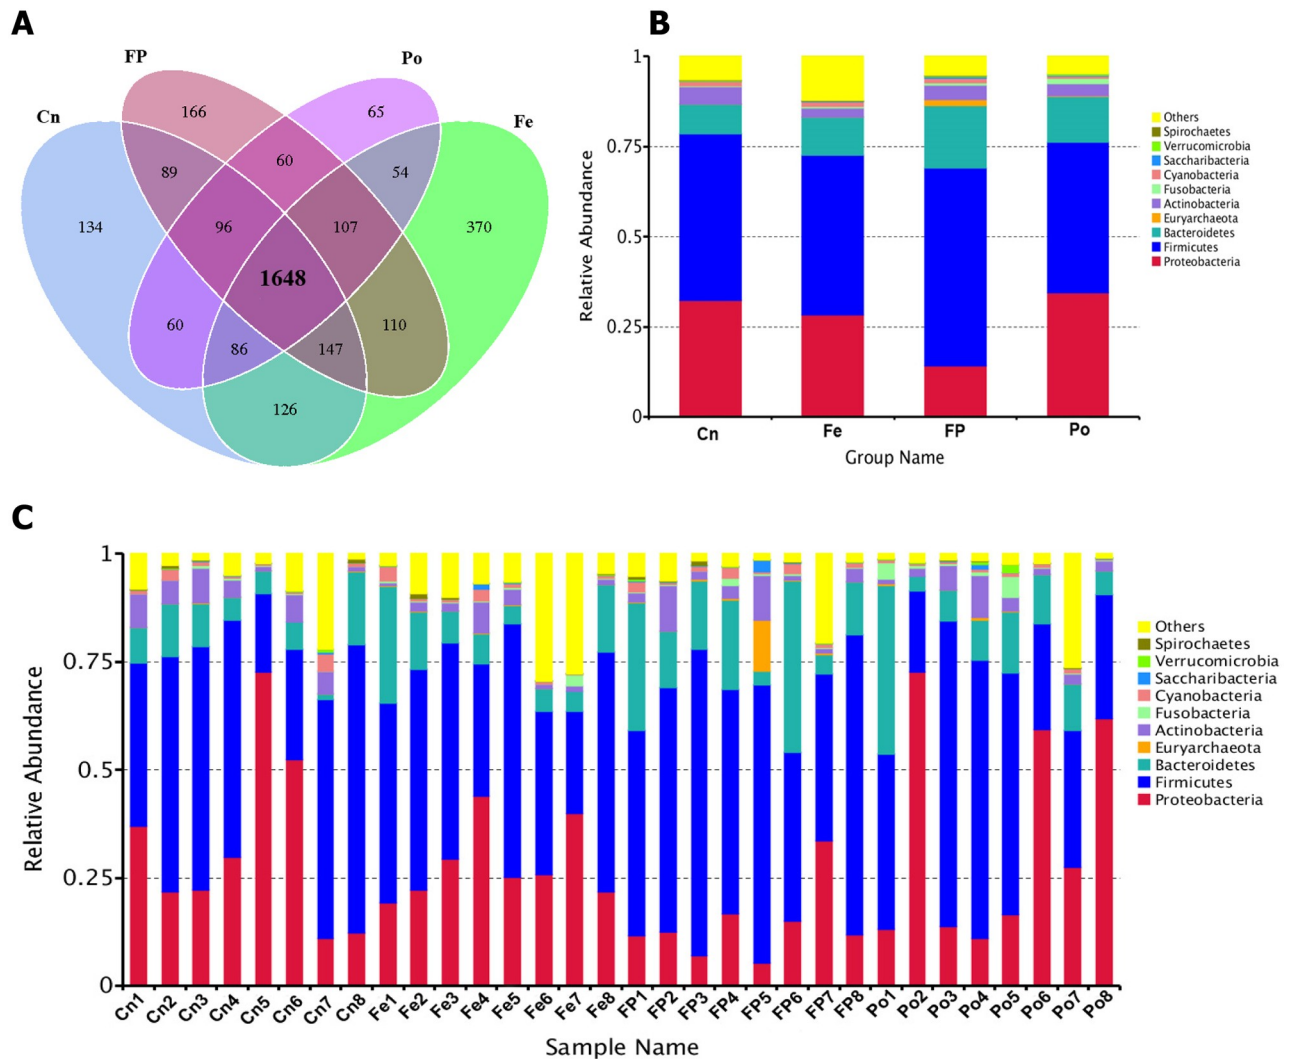 A
FP
Po
Cn
Fe
166
65
89
60
54
134
96
107
370
1648
60
86
147
110
126
B
1
0.75
0.5
0.25
0
Relative Abundance
Cn
Fe
FP
Po
Group Name
Others
Spirochaetes
Verrucomicrobia
Saccharibacteria
Cyanobacteria
Fusobacteria
Actinobacteria
Euryarchaeota
Bacteroidetes
Firmicutes
Proteobacteria
C
1
0.75
0.5
0.25
0
Relative Abundance
Cn1
Cn2
Cn3
Cn4
Cn5
Cn6
Cn7
Cn8
Fe1
Fe2
Fe3
Fe4
Fe5
Fe6
Fe7
Fe8
FP1
FP2
FP3
FP4
FP5
FP6
FP7
FP8
Po1
Po2
Po3
Po4
Po5
Po6
Po7
Po8
Sample Name
Others
Spirochaetes
Verrucomicrobia
Saccharibacteria
Cyanobacteria
Fusobacteria
Actinobacteria
Euryarchaeota
Bacteroidetes
Firmicutes
Proteobacteria